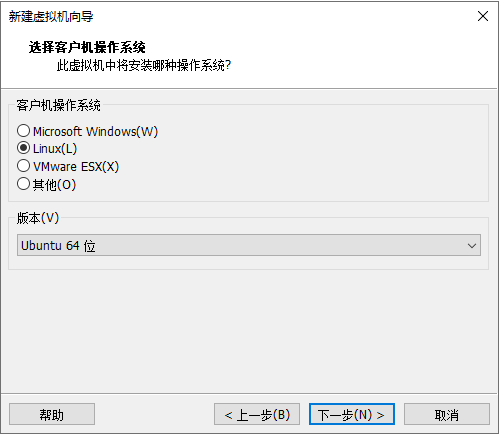 新建虚拟机向导
选择客户机操作系统
此虚拟机中将安装哪种操作系统?
客户机操作系统
Microsoft Windows(W)
Linux(L)
VMware ESX(X)
其他(O)
版本(V)
Ubuntu 64 位
帮助
< 上一步(B)
下一步(N) >
取消